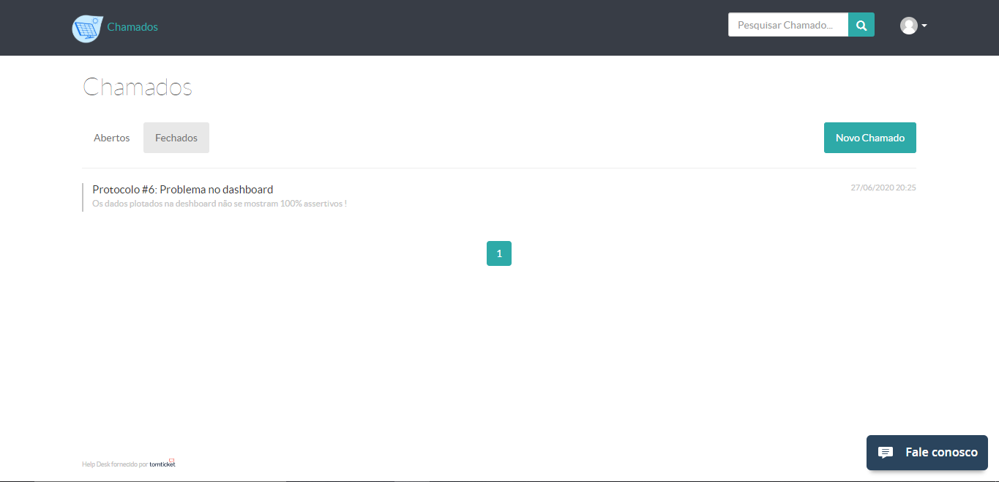 Chamados
Pesquisar Chamado...
Chamados
Abertos
Fechados
Novo Chamado
Protocolo #6: Problema no dashboard
27/06/2020 20:25
Os dados plotados na deshboard não se mostram 100% assertivos !
1
Help Desk fornecido por tomticket
Fale conosco